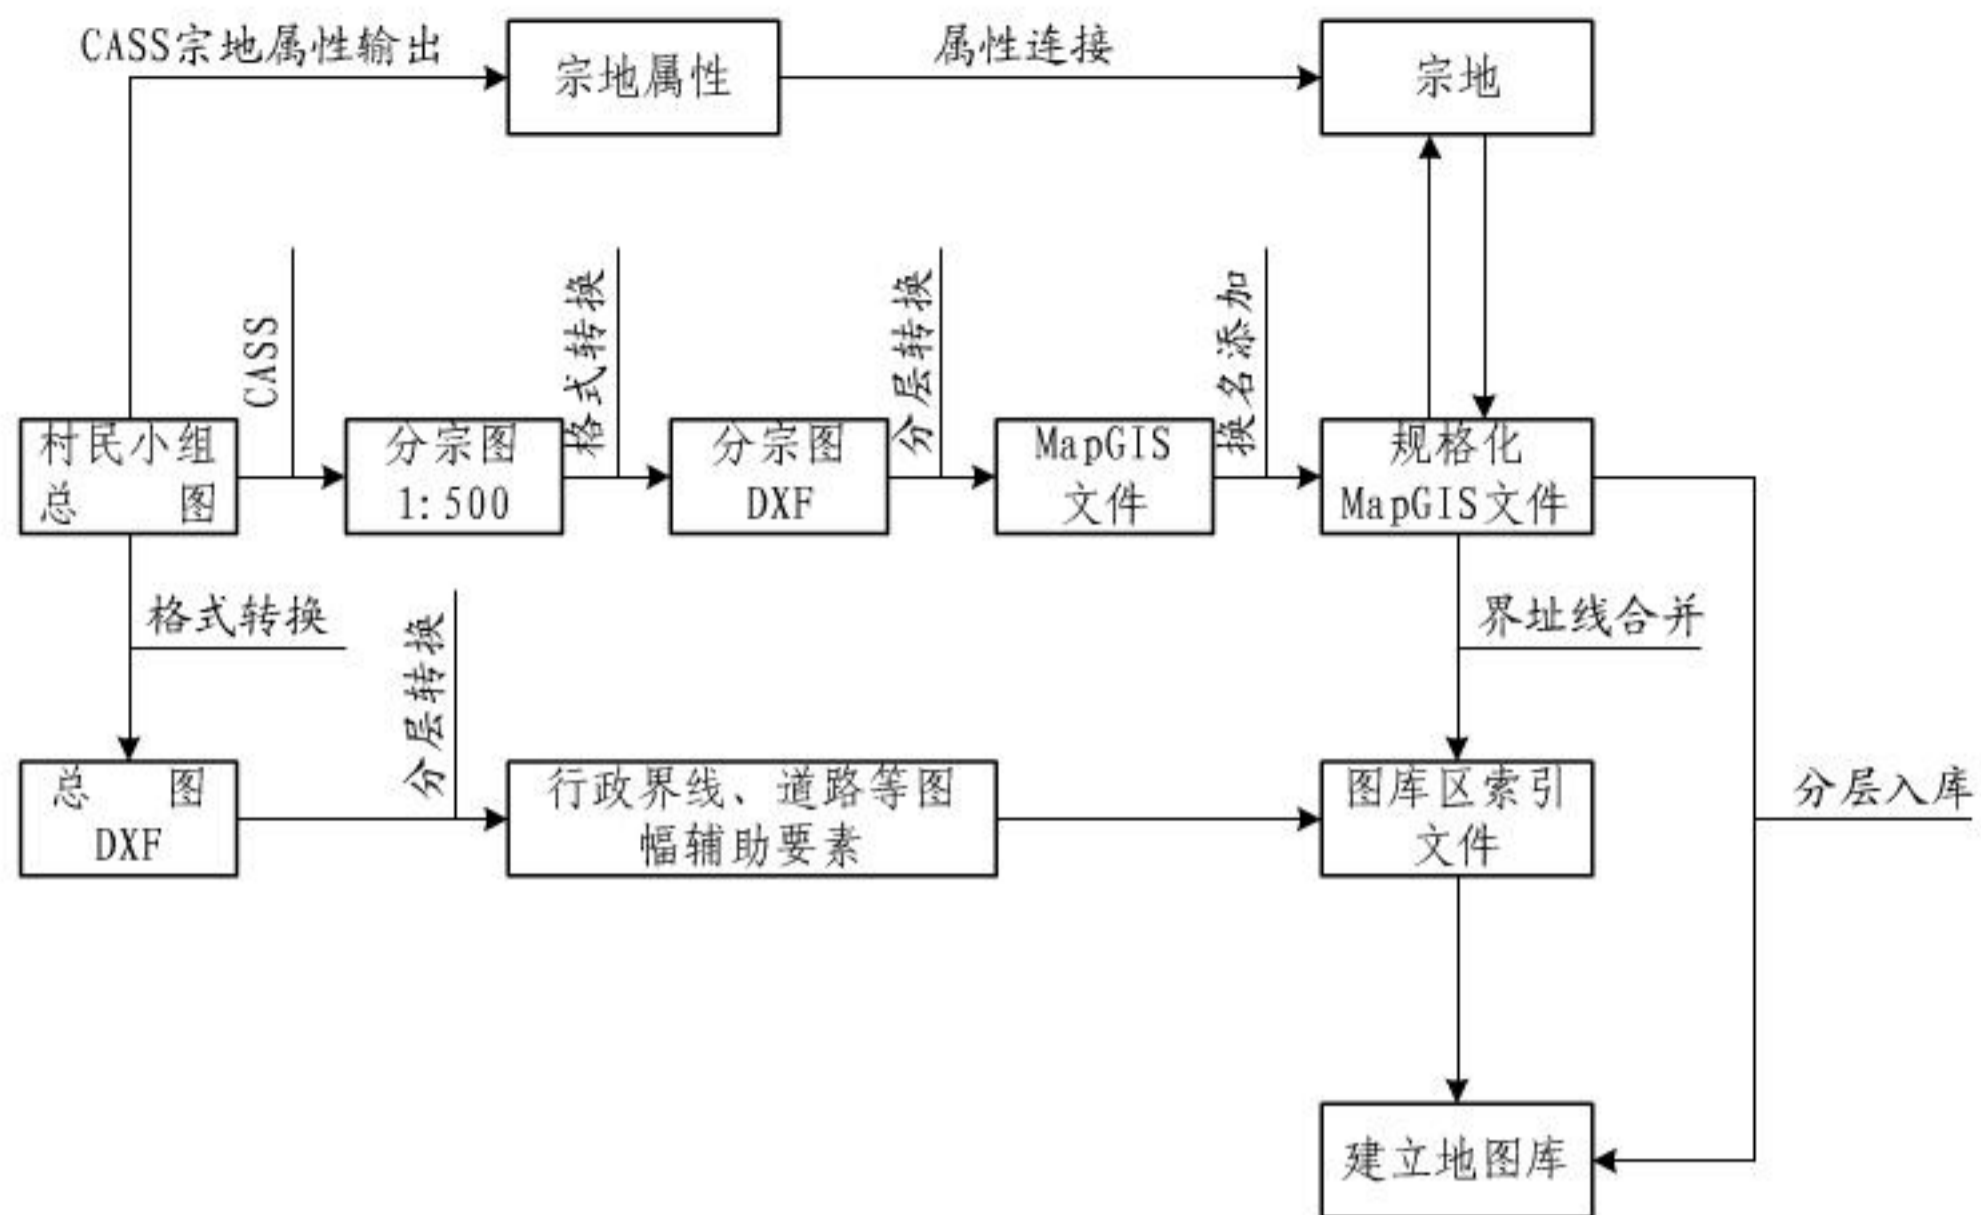 CASS宗地属性输出
宗地属性
属性连接
宗地
CASS
格式转换
分层转换
换名添加
村民小组
总 图
分宗图
1:500
分宗图
DXF
MapGIS
文件
规格化
MapGIS文件
格式转换
分层转换
界址线合并
总 图
DXF
行政界线、道路等图
幅辅助要素
图库区索引
文件
分层入库
建立地图库